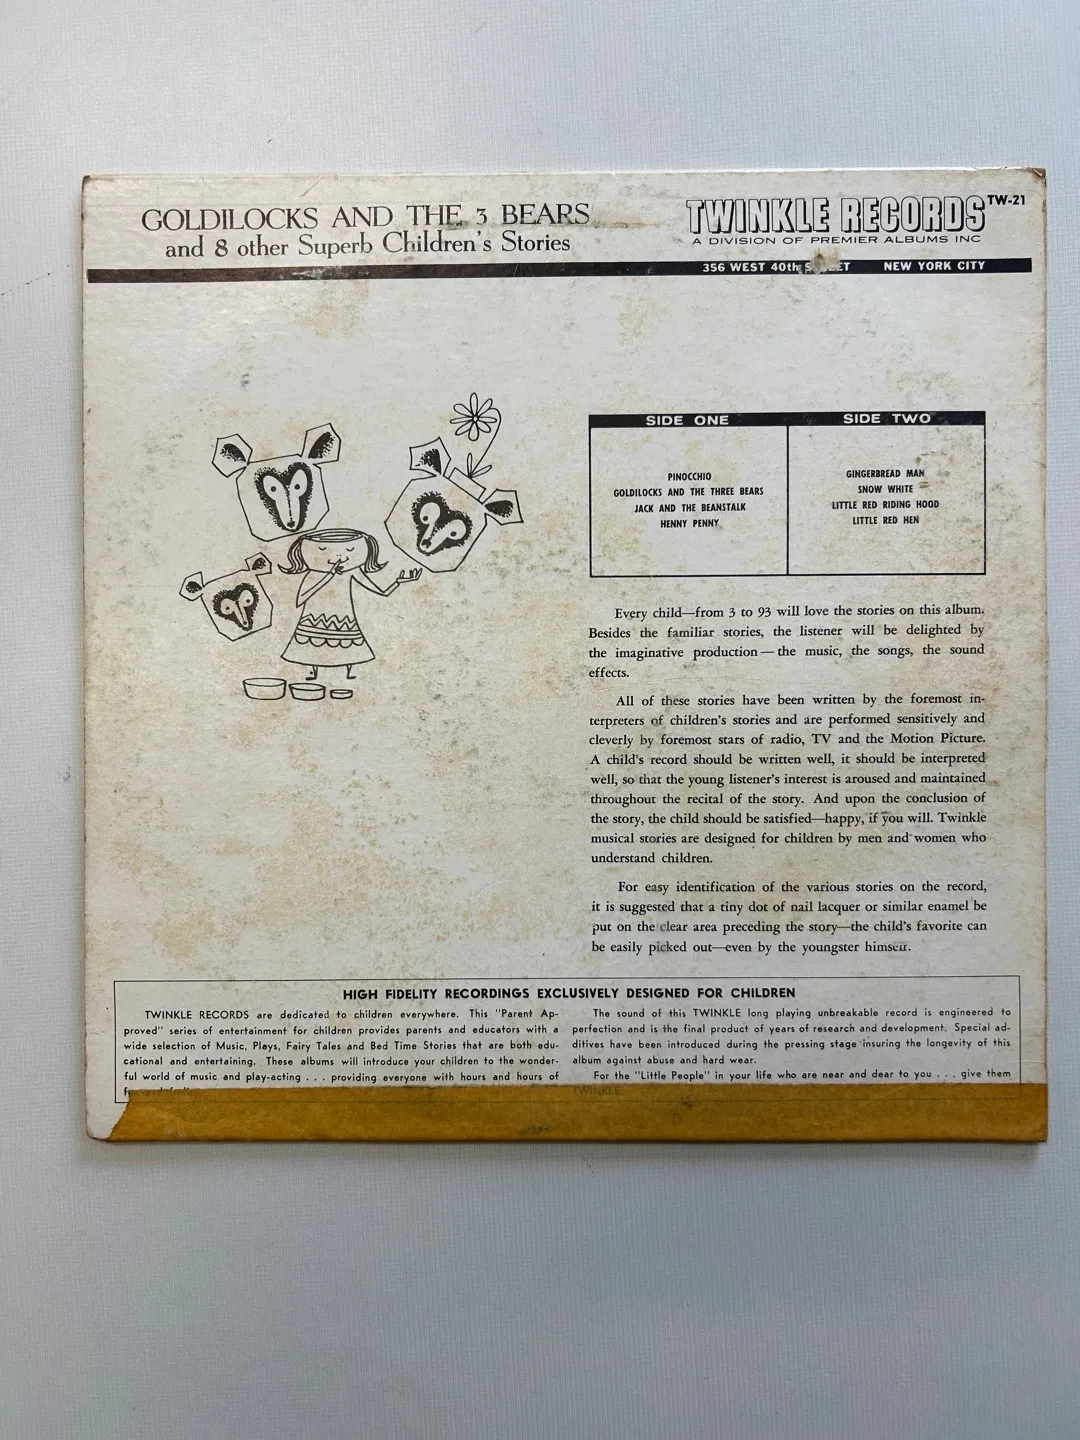 GOLDILOCKS AND THE 3 BEARS
and 8 other Superb Children's Stories
TWINKLE RECORDS TW-21
A DIVISION OF PREMIER ALBUMS INC
356 WEST 40th NEW YORK CITY
SIDE ONE
PINOCCHIO
GOLDILOCKS AND THE THREE BEARS
JACK AND THE BEANSTALK
HENNY PENNY
SIDE TWO
GINGERBREAD MAN
SNOW WHITE
LITTLE RED RIDING HOOD
LITTLE RED HEN
Every child—from 3 to 93 will love the stories on this album.
Besides the familiar stories, the listener will be delighted by
the imaginative production—the music, the songs, the sound
effects.
All of these stories have been written by the foremost in-
terpreters of children's stories and are performed sensitively and
cleverly by foremost stars of radio, TV and the Motion Picture.
A child's record should be written well, it should be interpreted
well, so that the young listener's interest is aroused and maintained
throughout the recital of the story. And upon the conclusion of
the story, the child should be satisfied—happy, if you will. Twinkle
musical stories are designed for children by men and women who
understand children.
For easy identification of the various stories on the record,
it is suggested that a tiny dot of nail lacquer or similar enamel be
put on the clear area preceding the story—the child's favorite can
be easily picked out—even by the youngster himself.
HIGH FIDELITY RECORDINGS EXCLUSIVELY DESIGNED FOR CHILDREN
TWINKLE RECORDS are dedicated to children everywhere. This "Parent Ap-
proved" series of entertainment for children provides parents and educators with a
wide selection of Music, Plays, Fairy Tales and Bed Time Stories that are both edu-
cational and entertaining. These albums will introduce your children to the wonder-
ful world of music and play-acting . . . providing everyone with hours and hours of
The sound of this TWINKLE long playing unbreakable record is engineered to
perfection and is the final product of years of research and development. Special ad-
ditives have been introduced during the pressing stage insuring the longevity of this
album against abuse and hard wear.
For the "Little People" in your life who are near and dear to you . . . give them
TWINKLE